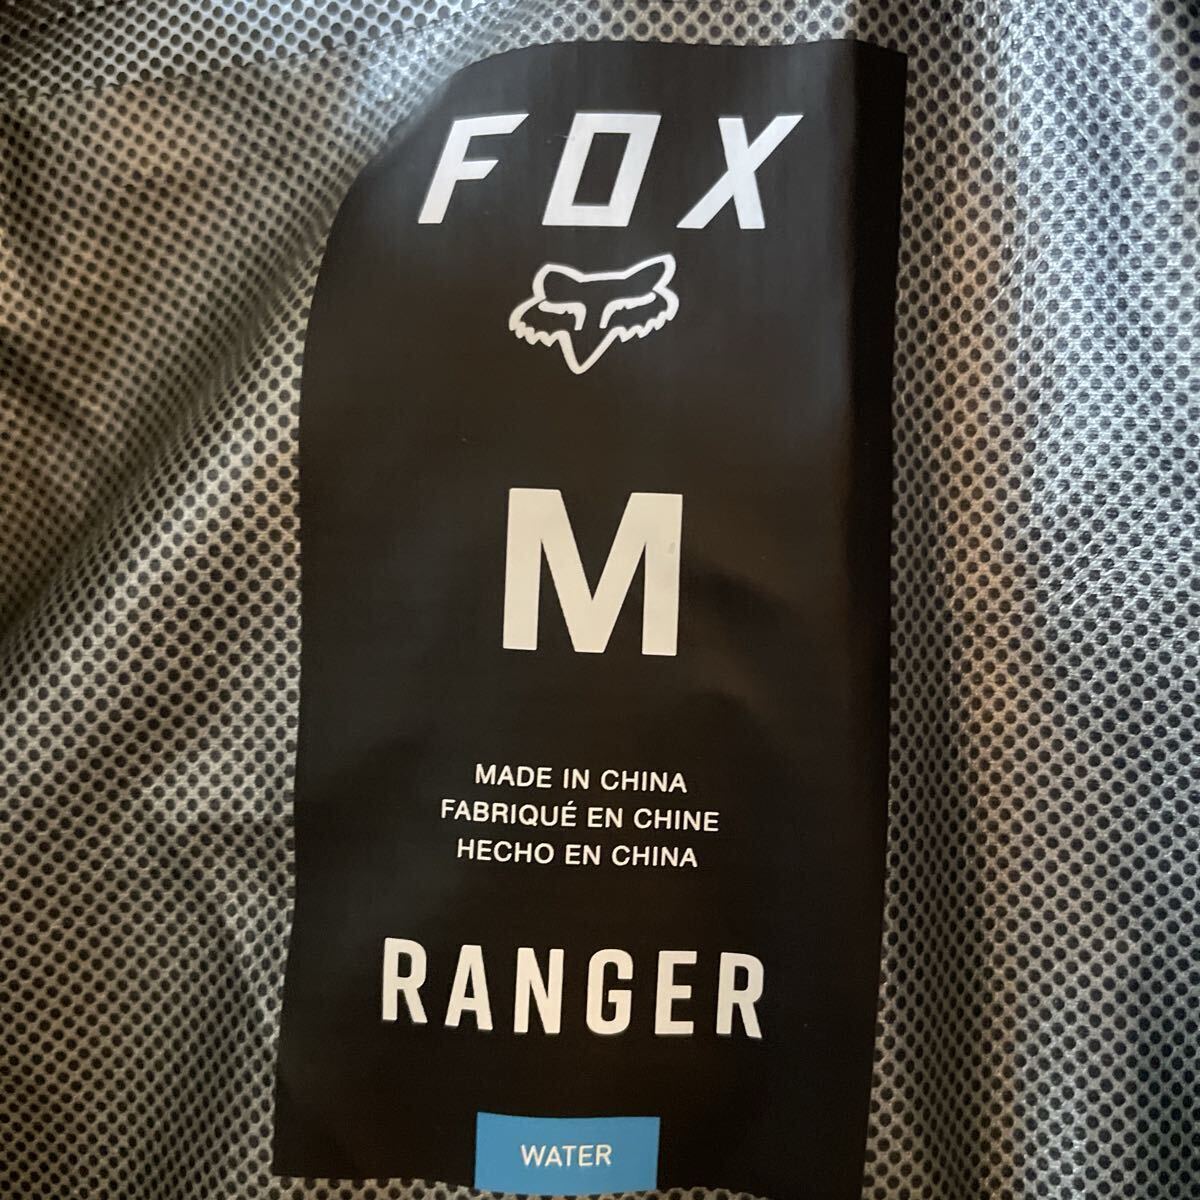 FOX
M
MADE IN CHINA
FABRIQUÉ EN CHINE
HECHO EN CHINA
RANGER
WATER